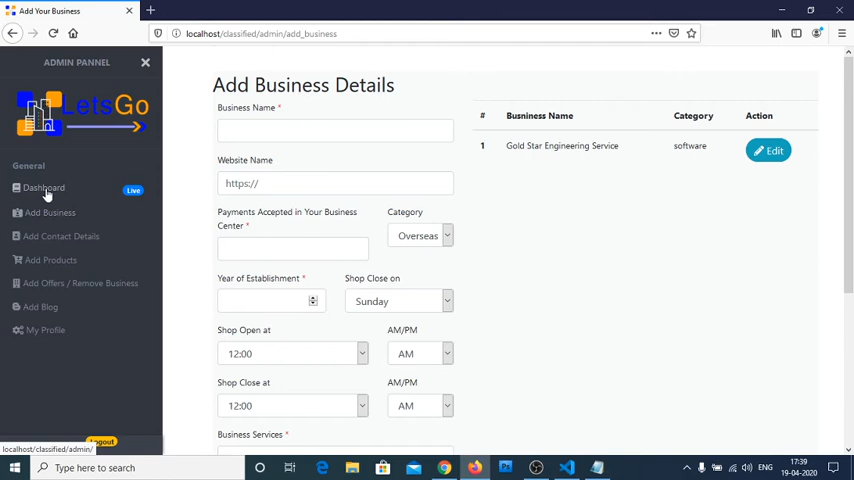 Add Your Business
localhost/classified/admin/add_business
ADMIN PANNEL
LetsGo
General
Dashboard
Live
Add Business
Add Contact Details
Add Products
Add Offers / Remove Business
Add Blog
My Profile
Logout
localhost/classified/admin/
Add Business Details
Business Name *
Website Name
https://
Payments Accepted in Your Business
Center *
Category
Overseas
Year of Establishment *
Shop Close on
Sunday
Shop Open at
AM/PM
12:00
AM
Shop Close at
AM/PM
12:00
AM
Business Services *
# Business Name Category Action
1 Gold Star Engineering Service software Edit
Type here to search
ENG
17:39
19-04-2020